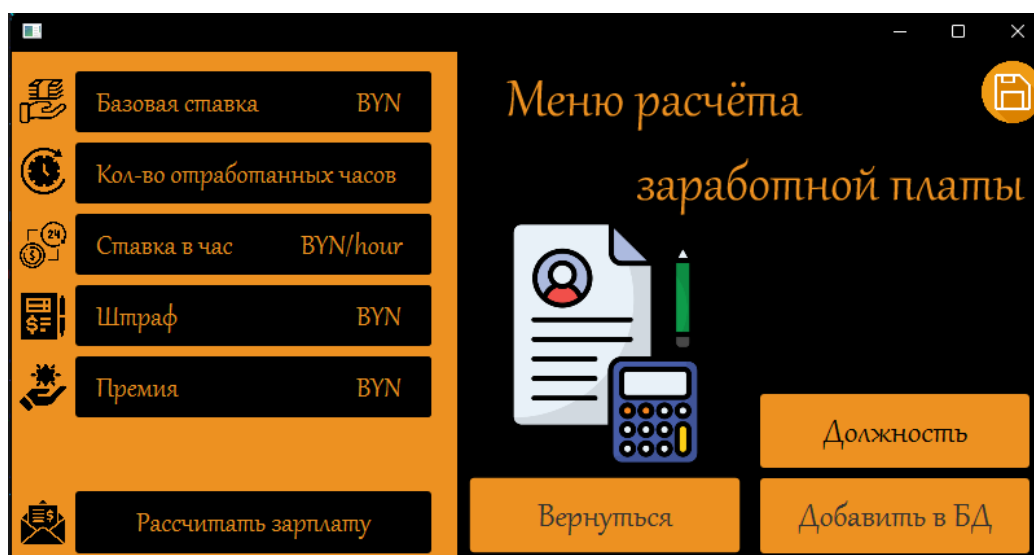 Базовая ставка BYN
Кол-во отработанных часов
Ставка в час BYN/hour
Штраф BYN
Премия BYN
Рассчитать зарплату
Меню расчёта
заработной платы
Должность
Вернуться
Добавить в БД
24